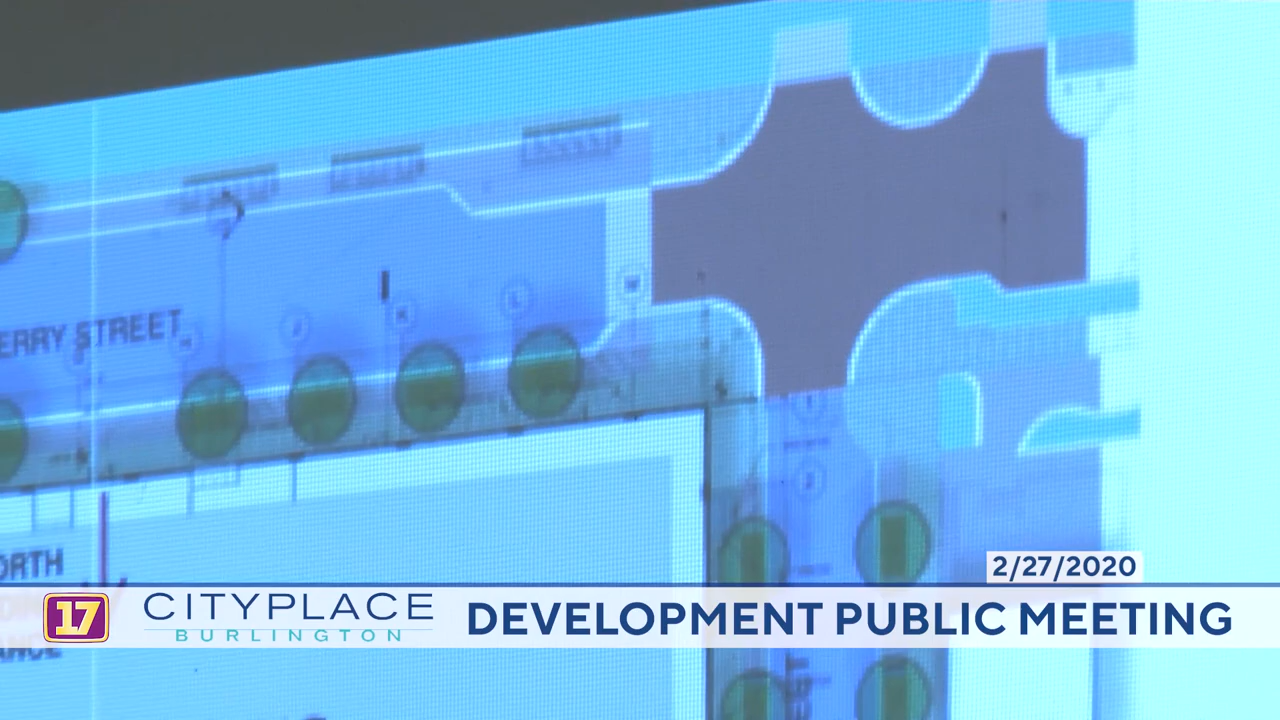 ERRY STREET
J
K
L
ORTH
2/27/2020
17
CITYPLACE
BURLINGTON
DEVELOPMENT PUBLIC MEETING